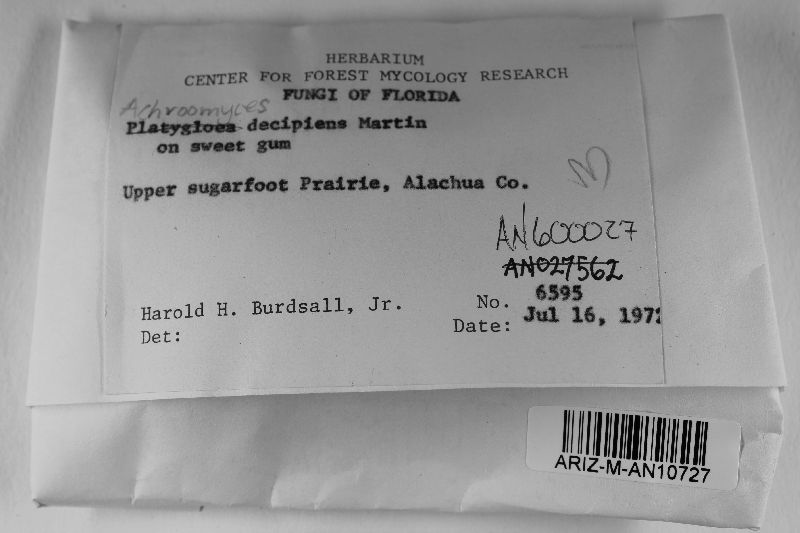 HERBARIUM
CENTER FOR FOREST MYCOLOGY RESEARCH
FUNGI OF FLORIDA
Achroomyces
Platygloea decipiens Martin
on sweet gum
Upper sugarfoot Prairie, Alachua Co.
AN600027
AN027562
Harold H. Burdsall, Jr. No. 6595
Det: Date: Jul 16, 197
ARIZ-M-AN10727